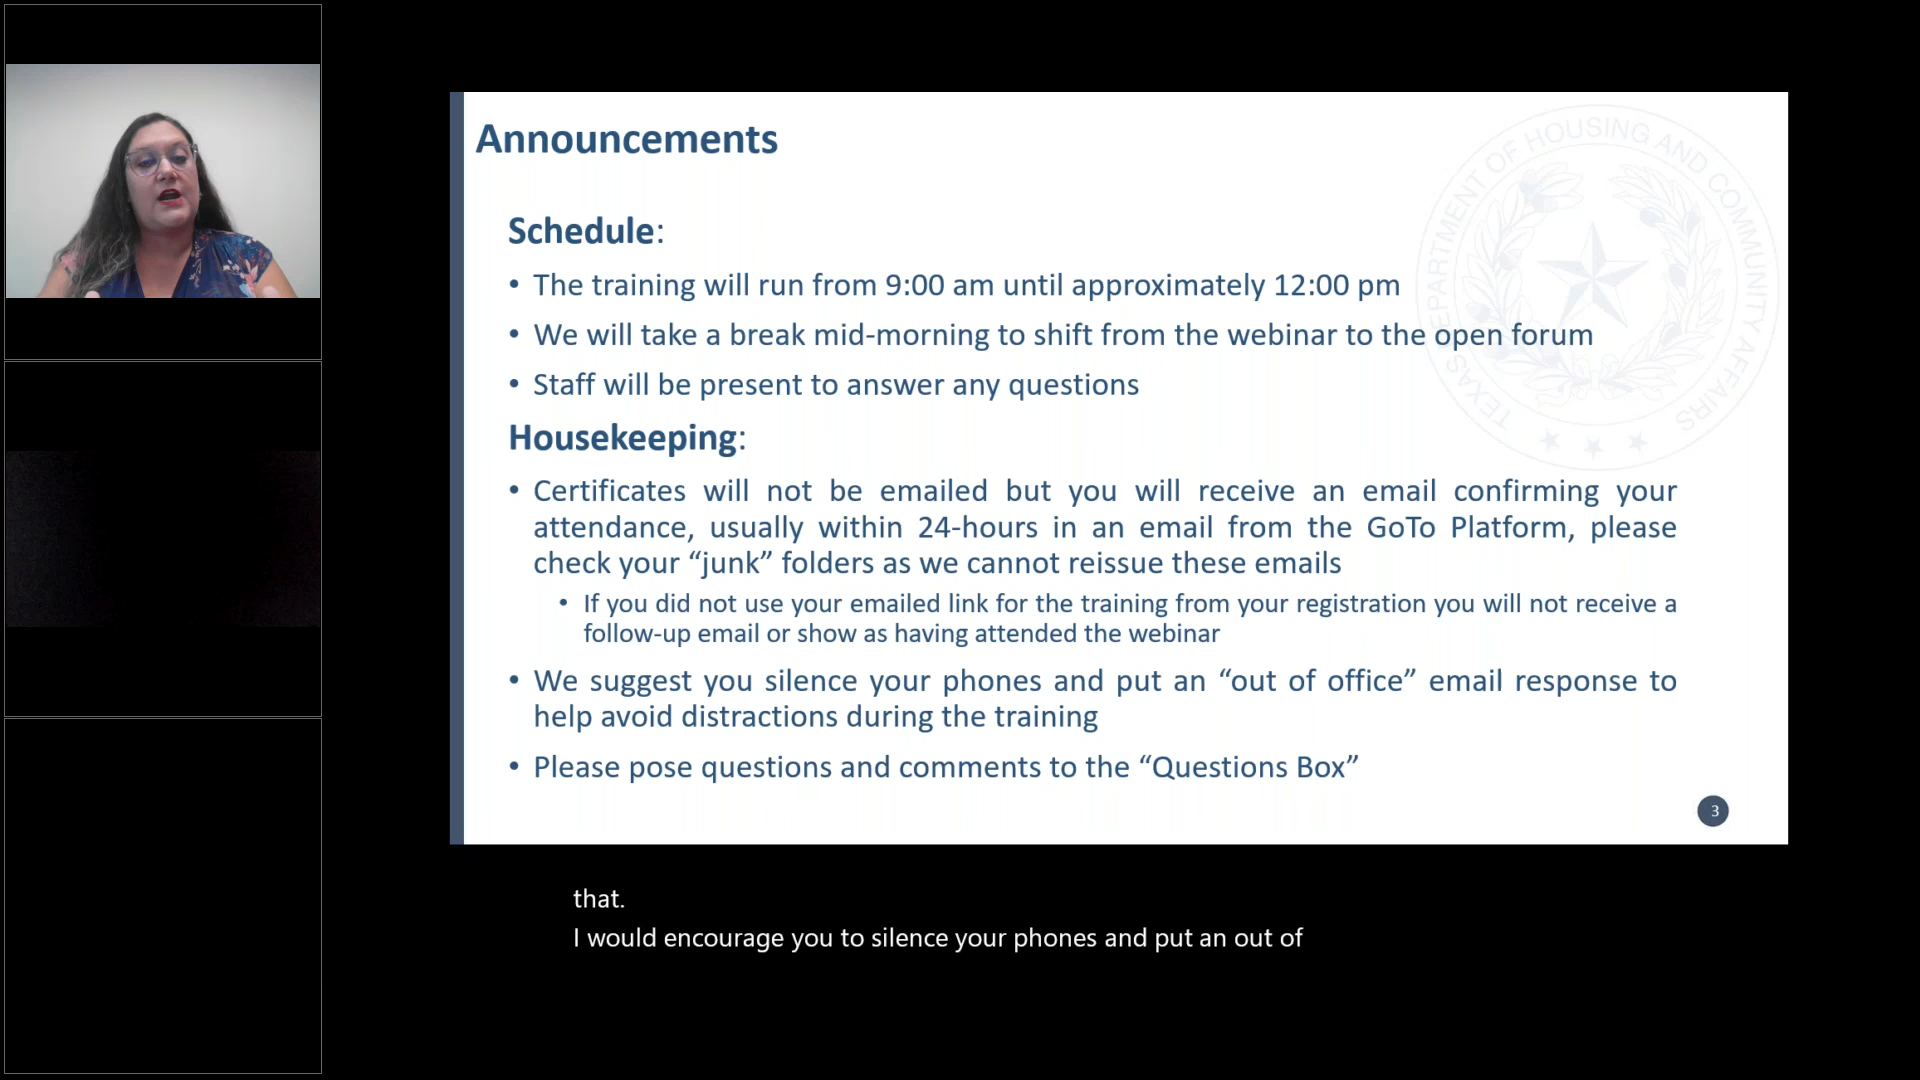 Announcements
TEXAS DEPARTMENT OF HOUSING AND COMMUNITY AFFAIRS
Schedule:
• The training will run from 9:00 am until approximately 12:00 pm
• We will take a break mid-morning to shift from the webinar to the open forum
• Staff will be present to answer any questions
Housekeeping:
• Certificates will not be emailed but you will receive an email confirming your
attendance, usually within 24-hours in an email from the GoTo Platform, please
check your “junk” folders as we cannot reissue these emails
• If you did not use your emailed link for the training from your registration you will not receive a
follow-up email or show as having attended the webinar
• We suggest you silence your phones and put an “out of office” email response to
help avoid distractions during the training
• Please pose questions and comments to the “Questions Box”
3
that.
I would encourage you to silence your phones and put an out of